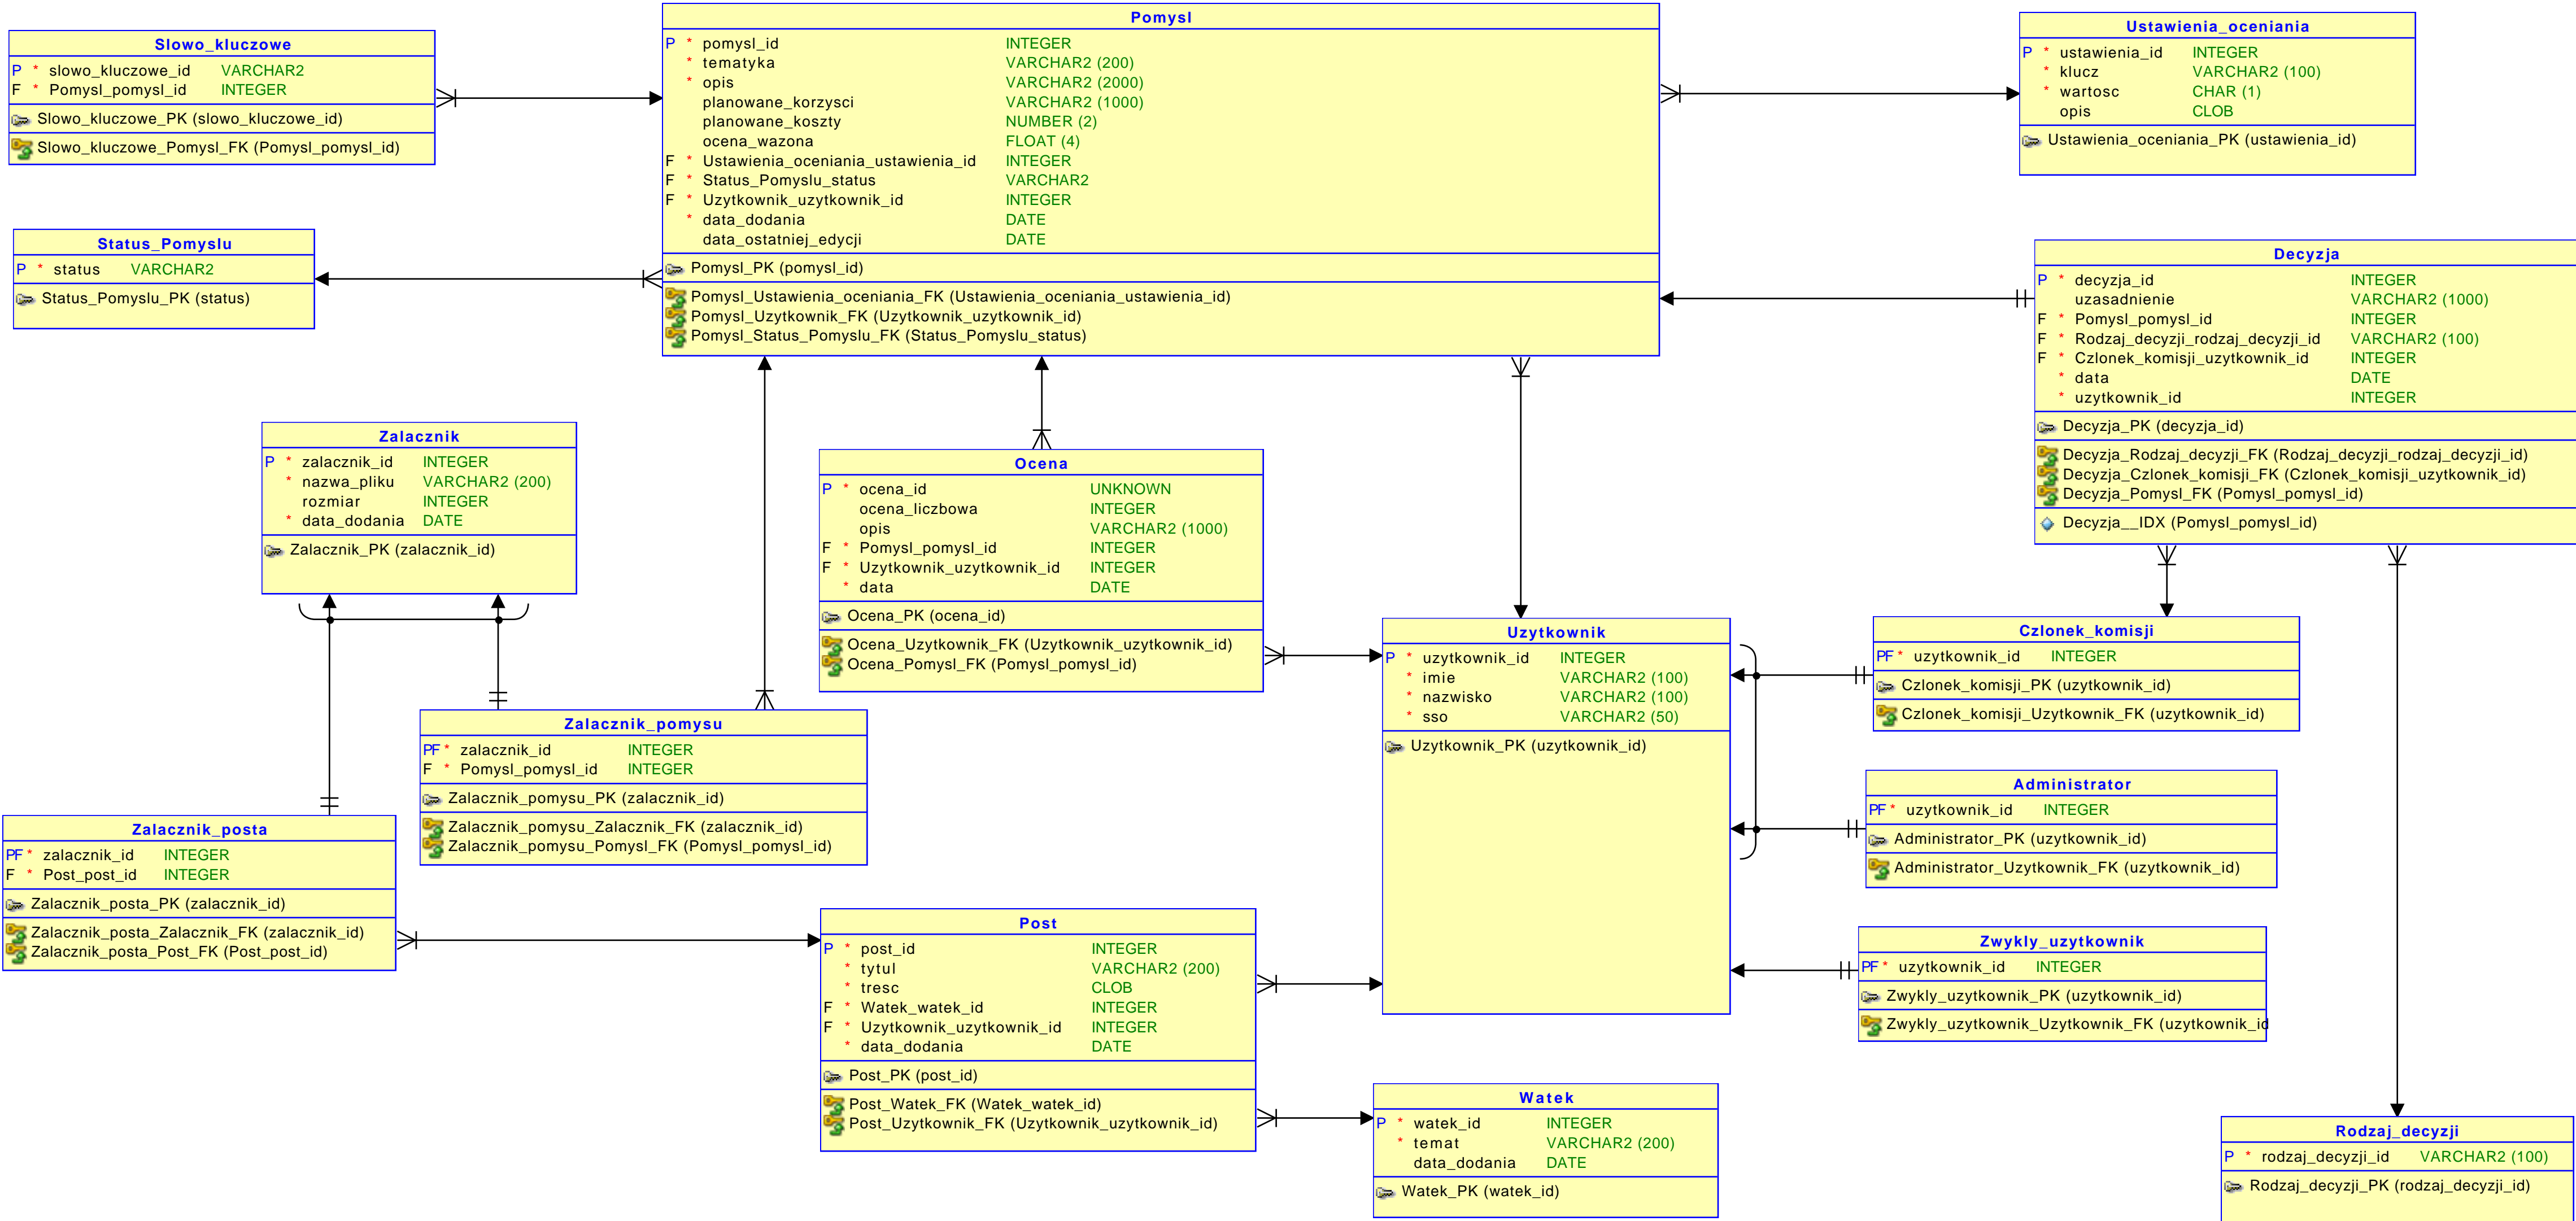 Slowo_kluczowe
P * slowo_kluczowe_id VARCHAR2
F * Pomysl_pomysl_id INTEGER
Slowo_kluczowe_PK (slowo_kluczowe_id)
Slowo_kluczowe_Pomysl_FK (Pomysl_pomysl_id)
Pomysl
P * pomysl_id INTEGER
* tematyka VARCHAR2 (200)
* opis VARCHAR2 (2000)
planowane_korzysci VARCHAR2 (1000)
planowane_koszty NUMBER (2)
ocena_wazona FLOAT (4)
F * Ustawienia_oceniania_ustawienia_id INTEGER
F * Status_Pomyslu_status VARCHAR2
F * Uzytkownik_uzytkownik_id INTEGER
* data_dodania DATE
data_ostatniej_edycji DATE
Pomysl_PK (pomysl_id)
Pomysl_Ustawienia_oceniania_FK (Ustawienia_oceniania_ustawienia_id)
Pomysl_Uzytkownik_FK (Uzytkownik_uzytkownik_id)
Pomysl_Status_Pomyslu_FK (Status_Pomyslu_status)
Ustawienia_oceniania
P * ustawienia_id INTEGER
* klucz VARCHAR2 (100)
* wartosc CHAR (1)
opis CLOB
Ustawienia_oceniania_PK (ustawienia_id)
Status_Pomyslu
P * status VARCHAR2
Status_Pomyslu_PK (status)
Decyzja
P * decyzja_id INTEGER
uzasadnienie VARCHAR2 (1000)
F * Pomysl_pomysl_id INTEGER
F * Rodzaj_decyzji_rodzaj_decyzji_id VARCHAR2 (100)
F * Czlonek_komisji_uzytkownik_id INTEGER
* data DATE
* uzytkownik_id INTEGER
Decyzja_PK (decyzja_id)
Decyzja_Rodzaj_decyzji_FK (Rodzaj_decyzji_rodzaj_decyzji_id)
Decyzja_Czlonek_komisji_FK (Czlonek_komisji_uzytkownik_id)
Decyzja_Pomysl_FK (Pomysl_pomysl_id)
Decyzja__IDX (Pomysl_pomysl_id)
Zalacznik
P * zalacznik_id INTEGER
* nazwa_pliku VARCHAR2 (200)
rozmiar INTEGER
* data_dodania DATE
Zalacznik_PK (zalacznik_id)
Ocena
P * ocena_id UNKNOWN
ocena_liczbowa INTEGER
opis VARCHAR2 (1000)
F * Pomysl_pomysl_id INTEGER
F * Uzytkownik_uzytkownik_id INTEGER
* data DATE
Ocena_PK (ocena_id)
Ocena_Uzytkownik_FK (Uzytkownik_uzytkownik_id)
Ocena_Pomysl_FK (Pomysl_pomysl_id)
Uzytkownik
P * uzytkownik_id INTEGER
* imie VARCHAR2 (100)
* nazwisko VARCHAR2 (100)
* sso VARCHAR2 (50)
Uzytkownik_PK (uzytkownik_id)
Czlonek_komisji
PF * uzytkownik_id INTEGER
Czlonek_komisji_PK (uzytkownik_id)
Czlonek_komisji_Uzytkownik_FK (uzytkownik_id)
Zalacznik_pomysu
PF * zalacznik_id INTEGER
F * Pomysl_pomysl_id INTEGER
Zalacznik_pomysu_PK (zalacznik_id)
Zalacznik_pomysu_Zalacznik_FK (zalacznik_id)
Zalacznik_pomysu_Pomysl_FK (Pomysl_pomysl_id)
Administrator
PF * uzytkownik_id INTEGER
Administrator_PK (uzytkownik_id)
Administrator_Uzytkownik_FK (uzytkownik_id)
Zalacznik_posta
PF * zalacznik_id INTEGER
F * Post_post_id INTEGER
Zalacznik_posta_PK (zalacznik_id)
Zalacznik_posta_Zalacznik_FK (zalacznik_id)
Zalacznik_posta_Post_FK (Post_post_id)
Post
P * post_id INTEGER
* tytul VARCHAR2 (200)
* tresc CLOB
F * Watek_watek_id INTEGER
F * Uzytkownik_uzytkownik_id INTEGER
* data_dodania DATE
Post_PK (post_id)
Post_Watek_FK (Watek_watek_id)
Post_Uzytkownik_FK (Uzytkownik_uzytkownik_id)
Zwykly_uzytkownik
PF * uzytkownik_id INTEGER
Zwykly_uzytkownik_PK (uzytkownik_id)
Zwykly_uzytkownik_Uzytkownik_FK (uzytkownik_id
Watek
P * watek_id INTEGER
* temat VARCHAR2 (200)
data_dodania DATE
Watek_PK (watek_id)
Rodzaj_decyzji
P * rodzaj_decyzji_id VARCHAR2 (100)
Rodzaj_decyzji_PK (rodzaj_decyzji_id)